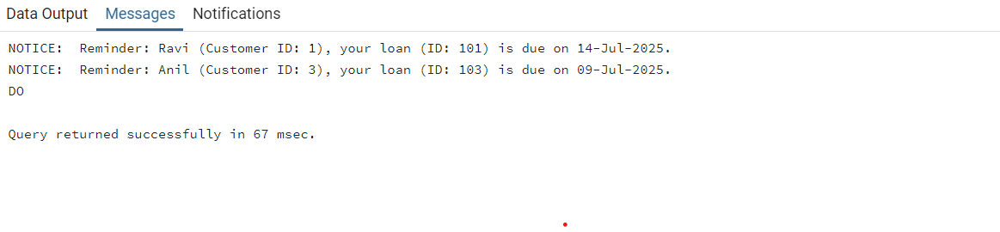 Data Output Messages Notifications
NOTICE:  Reminder: Ravi (Customer ID: 1), your loan (ID: 101) is due on 14-Jul-2025.
NOTICE:  Reminder: Anil (Customer ID: 3), your loan (ID: 103) is due on 09-Jul-2025.
DO
Query returned successfully in 67 msec.